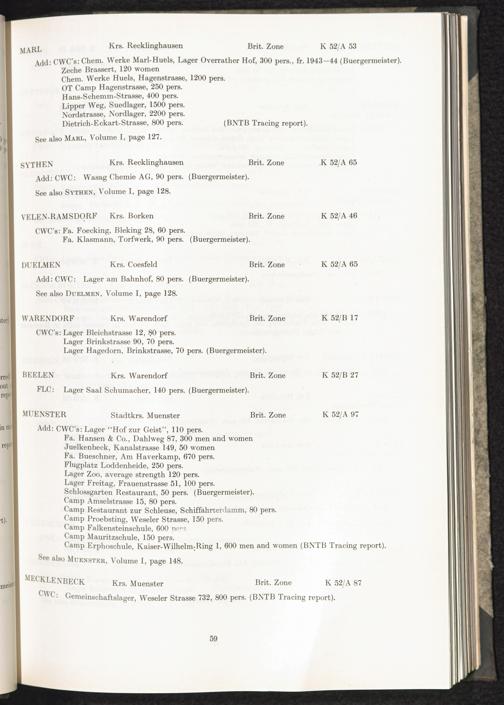 MARL Krs. Recklinghausen Brit. Zone K 52/A 53
Add: CWC's: Chem. Werke Marl-Huels, Lager Overrather Hof, 300 pers., fr. 1943—44 (Buergermeister).
Zeche Brassert, 120 women
Chem. Werke Huels, Hagenstrasse, 1200 pers.
OT Camp Hagenstrasse, 250 pers.
Hans-Schemm-Strasse, 400 pers.
Lipper Weg, Suedlager, 1500 pers.
Nordstrasse, Nordlager, 2200 pers.
Dietrich-Eckart-Strasse, 800 pers. (BNTB Tracing report).
See also MARL, Volume I, page 127.
SYTHEN Krs. Recklinghausen Brit. Zone K 52/A 65
Add: CWC: Wasag Chemie AG, 90 pers. (Buergermeister).
See also SYTHEN, Volume I, page 128.
VELEN-RAMSDORF Krs. Borken Brit. Zone K 52/A 46
CWC's: Fa. Foecking, Bleking 28, 60 pers.
Fa. Klasmann, Torfwerk, 90 pers. (Buergermeister).
DUELMEN Krs. Coesfeld Brit. Zone K 52/A 65
Add: CWC: Lager am Bahnhof, 80 pers. (Buergermeister).
See also DUELMEN, Volume I, page 128.
WARENDORF Krs. Warendorf Brit. Zone K 52/B 17
CWC's: Lager Bleichstrasse 12, 80 pers.
Lager Brinkstrasse 90, 70 pers.
Lager Hagedorn, Brinkstrasse, 70 pers. (Buergermeister).
BEELEN Krs. Warendorf Brit. Zone K 52/B 27
FLC: Lager Saal Schumacher, 140 pers. (Buergermeister).
MUENSTER Stadtkrs. Muenster Brit. Zone K 52/A 97
Add: CWC's: Lager "Hof zur Geist", 110 pers.
Fa. Hansen & Co., Dahlweg 87, 300 men and women
Juelkenbeck, Kanalstrasse 149, 50 women
Fa. Bueschner, Am Haverkamp, 670 pers.
Flugplatz Loddenheide, 250 pers.
Lager Zoo, average strength 120 pers.
Lager Freitag, Frauenstrasse 51, 100 pers.
Schlossgarten Restaurant, 50 pers. (Buergermeister).
Camp Amselstrasse 15, 80 pers.
Camp Restaurant zur Schleuse, Schiffahrterdamm, 80 pers.
Camp Proebsting, Weseler Strasse, 150 pers.
Camp Falkensteinschule, 600 pers
Camp Mauritzschule, 150 pers.
Camp Erphoschule, Kaiser-Wilhelm-Ring 1, 600 men and women (BNTB Tracing report).
See also MUENSTER, Volume I, page 148.
MECKLENBECK Krs. Muenster Brit. Zone K 52/A 87
CWC: Gemeinschaftslager, Weseler Strasse 732, 800 pers. (BNTB Tracing report).
59